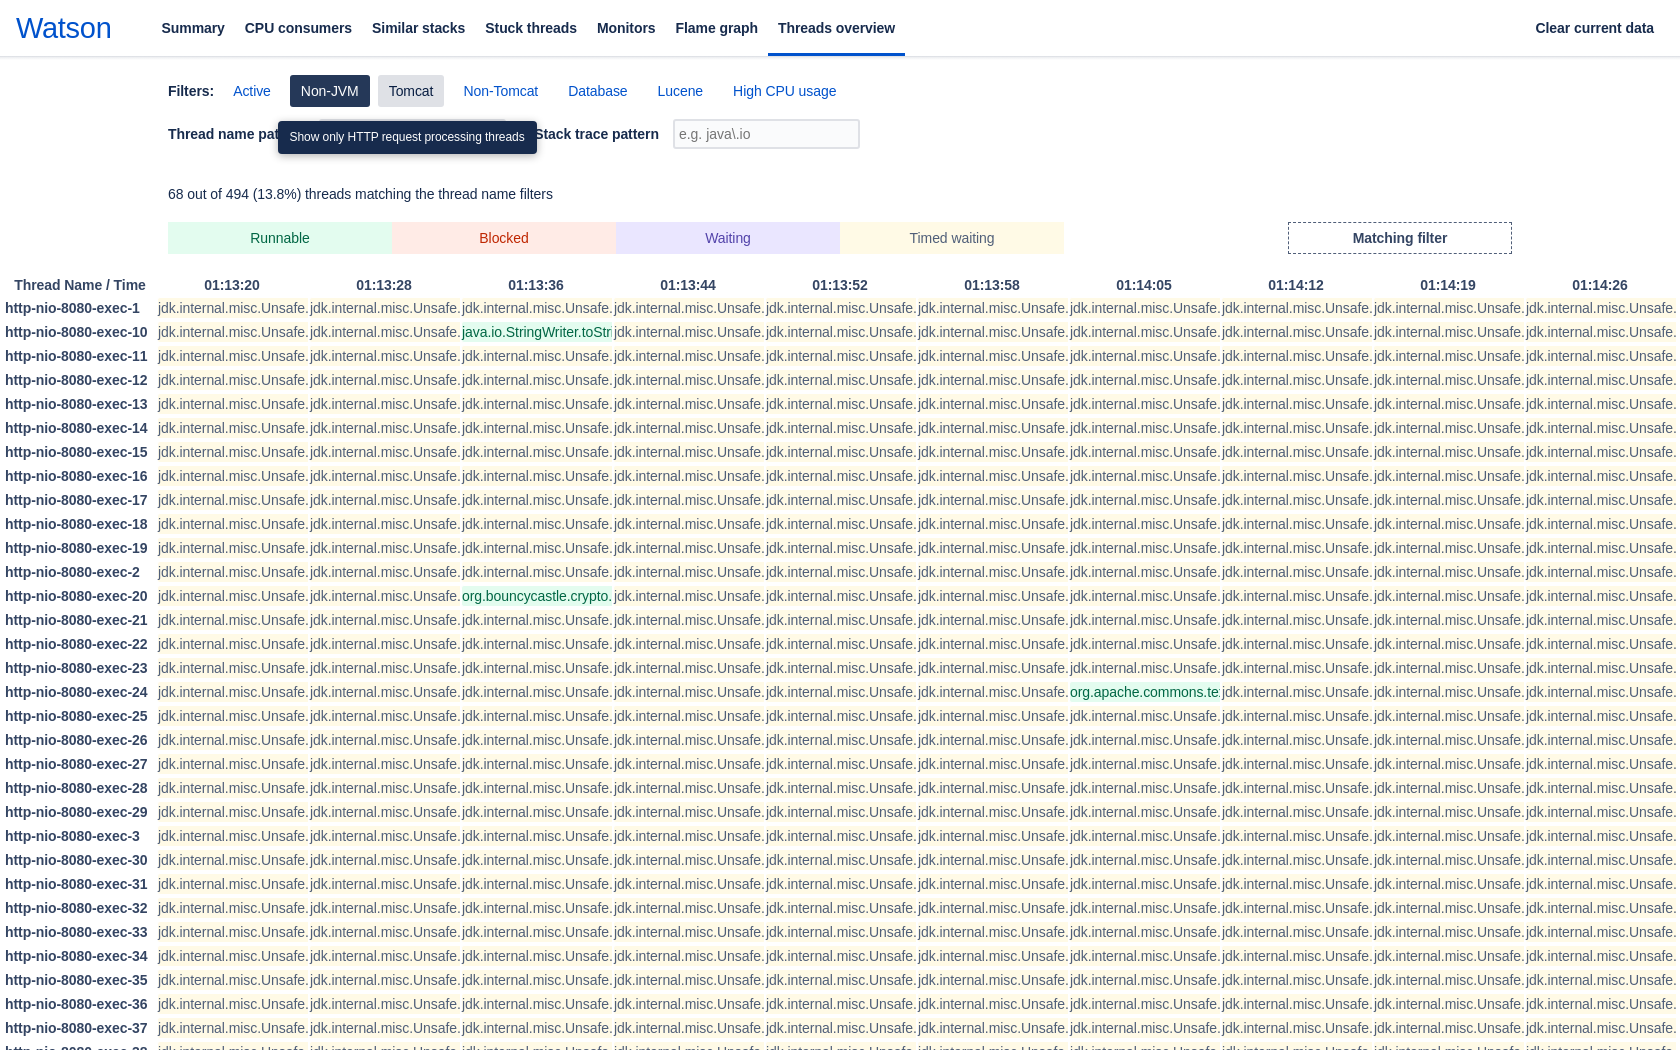 Watson Summary CPU consumers Similar stacks Stuck threads Monitors Flame graph Threads overview Clear current data
Filters: Active Non-JVM Tomcat Non-Tomcat Database Lucene High CPU usage
Thread name pat Show only HTTP request processing threads Stack trace pattern e.g. java\.io
68 out of 494 (13.8%) threads matching the thread name filters
Runnable Blocked Waiting Timed waiting Matching filter
Thread Name / Time 01:13:20 01:13:28 01:13:36 01:13:44 01:13:52 01:13:58 01:14:05 01:14:12 01:14:19 01:14:26
http-nio-8080-exec-1 jdk.internal.misc.Unsafe. jdk.internal.misc.Unsafe. jdk.internal.misc.Unsafe. jdk.internal.misc.Unsafe. jdk.internal.misc.Unsafe. jdk.internal.misc.Unsafe. jdk.internal.misc.Unsafe. jdk.internal.misc.Unsafe. jdk.internal.misc.Unsafe. jdk.internal.misc.Unsafe.
http-nio-8080-exec-10 jdk.internal.misc.Unsafe. jdk.internal.misc.Unsafe. java.io.StringWriter.toStr jdk.internal.misc.Unsafe. jdk.internal.misc.Unsafe. jdk.internal.misc.Unsafe. jdk.internal.misc.Unsafe. jdk.internal.misc.Unsafe. jdk.internal.misc.Unsafe. jdk.internal.misc.Unsafe.
http-nio-8080-exec-11 jdk.internal.misc.Unsafe. jdk.internal.misc.Unsafe. jdk.internal.misc.Unsafe. jdk.internal.misc.Unsafe. jdk.internal.misc.Unsafe. jdk.internal.misc.Unsafe. jdk.internal.misc.Unsafe. jdk.internal.misc.Unsafe. jdk.internal.misc.Unsafe. jdk.internal.misc.Unsafe.
http-nio-8080-exec-12 jdk.internal.misc.Unsafe. jdk.internal.misc.Unsafe. jdk.internal.misc.Unsafe. jdk.internal.misc.Unsafe. jdk.internal.misc.Unsafe. jdk.internal.misc.Unsafe. jdk.internal.misc.Unsafe. jdk.internal.misc.Unsafe. jdk.internal.misc.Unsafe. jdk.internal.misc.Unsafe.
http-nio-8080-exec-13 jdk.internal.misc.Unsafe. jdk.internal.misc.Unsafe. jdk.internal.misc.Unsafe. jdk.internal.misc.Unsafe. jdk.internal.misc.Unsafe. jdk.internal.misc.Unsafe. jdk.internal.misc.Unsafe. jdk.internal.misc.Unsafe. jdk.internal.misc.Unsafe. jdk.internal.misc.Unsafe.
http-nio-8080-exec-14 jdk.internal.misc.Unsafe. jdk.internal.misc.Unsafe. jdk.internal.misc.Unsafe. jdk.internal.misc.Unsafe. jdk.internal.misc.Unsafe. jdk.internal.misc.Unsafe. jdk.internal.misc.Unsafe. jdk.internal.misc.Unsafe. jdk.internal.misc.Unsafe. jdk.internal.misc.Unsafe.
http-nio-8080-exec-15 jdk.internal.misc.Unsafe. jdk.internal.misc.Unsafe. jdk.internal.misc.Unsafe. jdk.internal.misc.Unsafe. jdk.internal.misc.Unsafe. jdk.internal.misc.Unsafe. jdk.internal.misc.Unsafe. jdk.internal.misc.Unsafe. jdk.internal.misc.Unsafe. jdk.internal.misc.Unsafe.
http-nio-8080-exec-16 jdk.internal.misc.Unsafe. jdk.internal.misc.Unsafe. jdk.internal.misc.Unsafe. jdk.internal.misc.Unsafe. jdk.internal.misc.Unsafe. jdk.internal.misc.Unsafe. jdk.internal.misc.Unsafe. jdk.internal.misc.Unsafe. jdk.internal.misc.Unsafe. jdk.internal.misc.Unsafe.
http-nio-8080-exec-17 jdk.internal.misc.Unsafe. jdk.internal.misc.Unsafe. jdk.internal.misc.Unsafe. jdk.internal.misc.Unsafe. jdk.internal.misc.Unsafe. jdk.internal.misc.Unsafe. jdk.internal.misc.Unsafe. jdk.internal.misc.Unsafe. jdk.internal.misc.Unsafe. jdk.internal.misc.Unsafe.
http-nio-8080-exec-18 jdk.internal.misc.Unsafe. jdk.internal.misc.Unsafe. jdk.internal.misc.Unsafe. jdk.internal.misc.Unsafe. jdk.internal.misc.Unsafe. jdk.internal.misc.Unsafe. jdk.internal.misc.Unsafe. jdk.internal.misc.Unsafe. jdk.internal.misc.Unsafe. jdk.internal.misc.Unsafe.
http-nio-8080-exec-19 jdk.internal.misc.Unsafe. jdk.internal.misc.Unsafe. jdk.internal.misc.Unsafe. jdk.internal.misc.Unsafe. jdk.internal.misc.Unsafe. jdk.internal.misc.Unsafe. jdk.internal.misc.Unsafe. jdk.internal.misc.Unsafe. jdk.internal.misc.Unsafe. jdk.internal.misc.Unsafe.
http-nio-8080-exec-2 jdk.internal.misc.Unsafe. jdk.internal.misc.Unsafe. jdk.internal.misc.Unsafe. jdk.internal.misc.Unsafe. jdk.internal.misc.Unsafe. jdk.internal.misc.Unsafe. jdk.internal.misc.Unsafe. jdk.internal.misc.Unsafe. jdk.internal.misc.Unsafe. jdk.internal.misc.Unsafe.
http-nio-8080-exec-20 jdk.internal.misc.Unsafe. jdk.internal.misc.Unsafe. org.bouncycastle.crypto. jdk.internal.misc.Unsafe. jdk.internal.misc.Unsafe. jdk.internal.misc.Unsafe. jdk.internal.misc.Unsafe. jdk.internal.misc.Unsafe. jdk.internal.misc.Unsafe. jdk.internal.misc.Unsafe.
http-nio-8080-exec-21 jdk.internal.misc.Unsafe. jdk.internal.misc.Unsafe. jdk.internal.misc.Unsafe. jdk.internal.misc.Unsafe. jdk.internal.misc.Unsafe. jdk.internal.misc.Unsafe. jdk.internal.misc.Unsafe. jdk.internal.misc.Unsafe. jdk.internal.misc.Unsafe. jdk.internal.misc.Unsafe.
http-nio-8080-exec-22 jdk.internal.misc.Unsafe. jdk.internal.misc.Unsafe. jdk.internal.misc.Unsafe. jdk.internal.misc.Unsafe. jdk.internal.misc.Unsafe. jdk.internal.misc.Unsafe. jdk.internal.misc.Unsafe. jdk.internal.misc.Unsafe. jdk.internal.misc.Unsafe. jdk.internal.misc.Unsafe.
http-nio-8080-exec-23 jdk.internal.misc.Unsafe. jdk.internal.misc.Unsafe. jdk.internal.misc.Unsafe. jdk.internal.misc.Unsafe. jdk.internal.misc.Unsafe. jdk.internal.misc.Unsafe. jdk.internal.misc.Unsafe. jdk.internal.misc.Unsafe. jdk.internal.misc.Unsafe. jdk.internal.misc.Unsafe.
http-nio-8080-exec-24 jdk.internal.misc.Unsafe. jdk.internal.misc.Unsafe. jdk.internal.misc.Unsafe. jdk.internal.misc.Unsafe. jdk.internal.misc.Unsafe. jdk.internal.misc.Unsafe. org.apache.commons.te jdk.internal.misc.Unsafe. jdk.internal.misc.Unsafe. jdk.internal.misc.Unsafe.
http-nio-8080-exec-25 jdk.internal.misc.Unsafe. jdk.internal.misc.Unsafe. jdk.internal.misc.Unsafe. jdk.internal.misc.Unsafe. jdk.internal.misc.Unsafe. jdk.internal.misc.Unsafe. jdk.internal.misc.Unsafe. jdk.internal.misc.Unsafe. jdk.internal.misc.Unsafe. jdk.internal.misc.Unsafe.
http-nio-8080-exec-26 jdk.internal.misc.Unsafe. jdk.internal.misc.Unsafe. jdk.internal.misc.Unsafe. jdk.internal.misc.Unsafe. jdk.internal.misc.Unsafe. jdk.internal.misc.Unsafe. jdk.internal.misc.Unsafe. jdk.internal.misc.Unsafe. jdk.internal.misc.Unsafe. jdk.internal.misc.Unsafe.
http-nio-8080-exec-27 jdk.internal.misc.Unsafe. jdk.internal.misc.Unsafe. jdk.internal.misc.Unsafe. jdk.internal.misc.Unsafe. jdk.internal.misc.Unsafe. jdk.internal.misc.Unsafe. jdk.internal.misc.Unsafe. jdk.internal.misc.Unsafe. jdk.internal.misc.Unsafe. jdk.internal.misc.Unsafe.
http-nio-8080-exec-28 jdk.internal.misc.Unsafe. jdk.internal.misc.Unsafe. jdk.internal.misc.Unsafe. jdk.internal.misc.Unsafe. jdk.internal.misc.Unsafe. jdk.internal.misc.Unsafe. jdk.internal.misc.Unsafe. jdk.internal.misc.Unsafe. jdk.internal.misc.Unsafe. jdk.internal.misc.Unsafe.
http-nio-8080-exec-29 jdk.internal.misc.Unsafe. jdk.internal.misc.Unsafe. jdk.internal.misc.Unsafe. jdk.internal.misc.Unsafe. jdk.internal.misc.Unsafe. jdk.internal.misc.Unsafe. jdk.internal.misc.Unsafe. jdk.internal.misc.Unsafe. jdk.internal.misc.Unsafe. jdk.internal.misc.Unsafe.
http-nio-8080-exec-3 jdk.internal.misc.Unsafe. jdk.internal.misc.Unsafe. jdk.internal.misc.Unsafe. jdk.internal.misc.Unsafe. jdk.internal.misc.Unsafe. jdk.internal.misc.Unsafe. jdk.internal.misc.Unsafe. jdk.internal.misc.Unsafe. jdk.internal.misc.Unsafe. jdk.internal.misc.Unsafe.
http-nio-8080-exec-30 jdk.internal.misc.Unsafe. jdk.internal.misc.Unsafe. jdk.internal.misc.Unsafe. jdk.internal.misc.Unsafe. jdk.internal.misc.Unsafe. jdk.internal.misc.Unsafe. jdk.internal.misc.Unsafe. jdk.internal.misc.Unsafe. jdk.internal.misc.Unsafe. jdk.internal.misc.Unsafe.
http-nio-8080-exec-31 jdk.internal.misc.Unsafe. jdk.internal.misc.Unsafe. jdk.internal.misc.Unsafe. jdk.internal.misc.Unsafe. jdk.internal.misc.Unsafe. jdk.internal.misc.Unsafe. jdk.internal.misc.Unsafe. jdk.internal.misc.Unsafe. jdk.internal.misc.Unsafe. jdk.internal.misc.Unsafe.
http-nio-8080-exec-32 jdk.internal.misc.Unsafe. jdk.internal.misc.Unsafe. jdk.internal.misc.Unsafe. jdk.internal.misc.Unsafe. jdk.internal.misc.Unsafe. jdk.internal.misc.Unsafe. jdk.internal.misc.Unsafe. jdk.internal.misc.Unsafe. jdk.internal.misc.Unsafe. jdk.internal.misc.Unsafe.
http-nio-8080-exec-33 jdk.internal.misc.Unsafe. jdk.internal.misc.Unsafe. jdk.internal.misc.Unsafe. jdk.internal.misc.Unsafe. jdk.internal.misc.Unsafe. jdk.internal.misc.Unsafe. jdk.internal.misc.Unsafe. jdk.internal.misc.Unsafe. jdk.internal.misc.Unsafe. jdk.internal.misc.Unsafe.
http-nio-8080-exec-34 jdk.internal.misc.Unsafe. jdk.internal.misc.Unsafe. jdk.internal.misc.Unsafe. jdk.internal.misc.Unsafe. jdk.internal.misc.Unsafe. jdk.internal.misc.Unsafe. jdk.internal.misc.Unsafe. jdk.internal.misc.Unsafe. jdk.internal.misc.Unsafe. jdk.internal.misc.Unsafe.
http-nio-8080-exec-35 jdk.internal.misc.Unsafe. jdk.internal.misc.Unsafe. jdk.internal.misc.Unsafe. jdk.internal.misc.Unsafe. jdk.internal.misc.Unsafe. jdk.internal.misc.Unsafe. jdk.internal.misc.Unsafe. jdk.internal.misc.Unsafe. jdk.internal.misc.Unsafe. jdk.internal.misc.Unsafe.
http-nio-8080-exec-36 jdk.internal.misc.Unsafe. jdk.internal.misc.Unsafe. jdk.internal.misc.Unsafe. jdk.internal.misc.Unsafe. jdk.internal.misc.Unsafe. jdk.internal.misc.Unsafe. jdk.internal.misc.Unsafe. jdk.internal.misc.Unsafe. jdk.internal.misc.Unsafe. jdk.internal.misc.Unsafe.
http-nio-8080-exec-37 jdk.internal.misc.Unsafe. jdk.internal.misc.Unsafe. jdk.internal.misc.Unsafe. jdk.internal.misc.Unsafe. jdk.internal.misc.Unsafe. jdk.internal.misc.Unsafe. jdk.internal.misc.Unsafe. jdk.internal.misc.Unsafe. jdk.internal.misc.Unsafe. jdk.internal.misc.Unsafe.